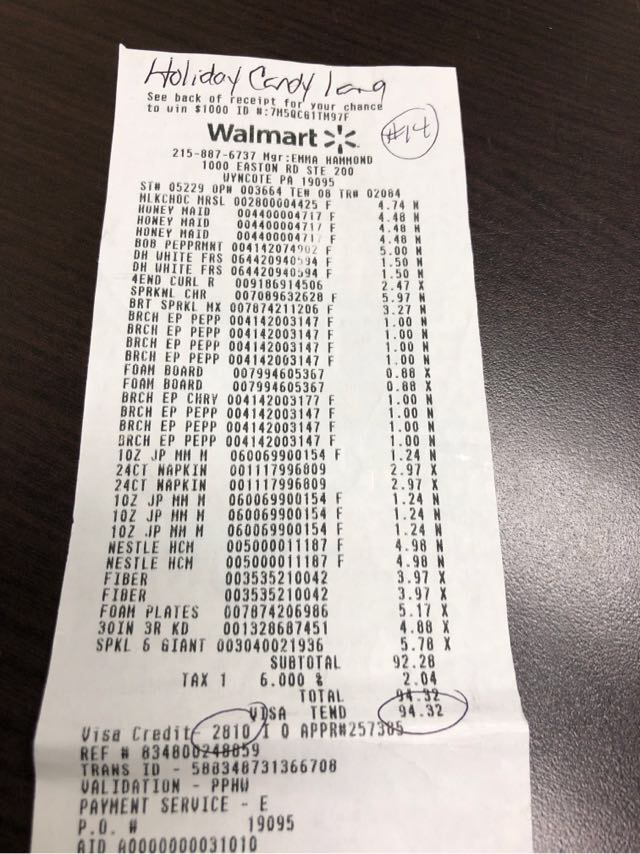 Holiday Candy Land
See back of receipt for your chance
to win $1000 ID #:7M5QCG1TM97F
Walmart
#14
215-887-6737 Mgr:EMMA HAMMOND
1000 EASTON RD STE 200
WYNCOTE PA 19095
ST# 05229 OP# 003664 TE# 08 TR# 02084
MLKCHOC MRSL 002800004425 F 4.74 N
HONEY MAID 004400004717 F 4.48 N
HONEY MAID 004400004717 F 4.48 N
HONEY MAID 004400004717 F 4.48 N
BOB PEPPRMNT 004142074902 F 5.00 N
DH WHITE FRS 064420940594 F 1.50 N
DH WHITE FRS 064420940594 F 1.50 N
4END CURL R 009186914506 2.47 X
SPRKNL CHR 007089632628 F 5.97 N
BRT SPRKL MX 007874211206 F 3.27 N
BRCH EP PEPP 004142003147 F 1.00 N
BRCH EP PEPP 004142003147 F 1.00 N
BRCH EP PEPP 004142003147 F 1.00 N
BRCH EP PEPP 004142003147 F 1.00 N
FOAM BOARD 007994605367 0.88 X
FOAM BOARD 007994605367 0.88 X
BRCH EP CHRY 004142003177 F 1.00 N
BRCH EP PEPP 004142003147 F 1.00 N
BRCH EP PEPP 004142003147 F 1.00 N
BRCH EP PEPP 004142003147 F 1.00 N
10Z JP MM M 060069900154 F 1.24 N
24CT NAPKIN 001117996809 2.97 X
24CT NAPKIN 001117996809 2.97 X
10Z JP MM M 060069900154 F 1.24 N
10Z JP MM M 060069900154 F 1.24 N
10Z JP MM M 060069900154 F 1.24 N
NESTLE HCM 005000011187 F 4.98 N
NESTLE HCM 005000011187 F 4.98 N
FIBER 003535210042 3.97 X
FIBER 003535210042 3.97 X
FOAM PLATES 007874206986 5.17 X
30IN 3R KD 001328687451 4.88 X
SPKL 6 GIANT 003040021936 5.78 X
SUBTOTAL 92.28
TAX 1 6.000 % 2.04
TOTAL 94.32
VISA TEND 94.32
Visa Credit 2810 I 0 APPR#257385
REF # 834800248859
TRANS ID - 588348731366708
VALIDATION - PPHW
PAYMENT SERVICE - E
P.O. # 19095
AID A0000000031010